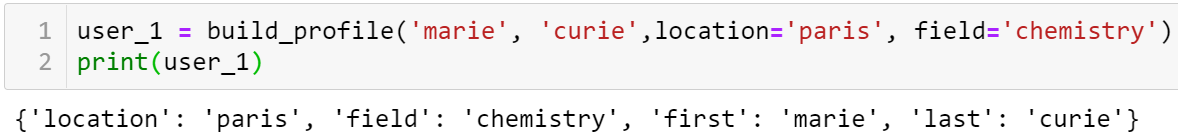 1 user_1 = build_profile('marie', 'curie',location='paris', field='chemistry')
2 print(user_1)
{'location': 'paris', 'field': 'chemistry', 'first': 'marie', 'last': 'curie'}